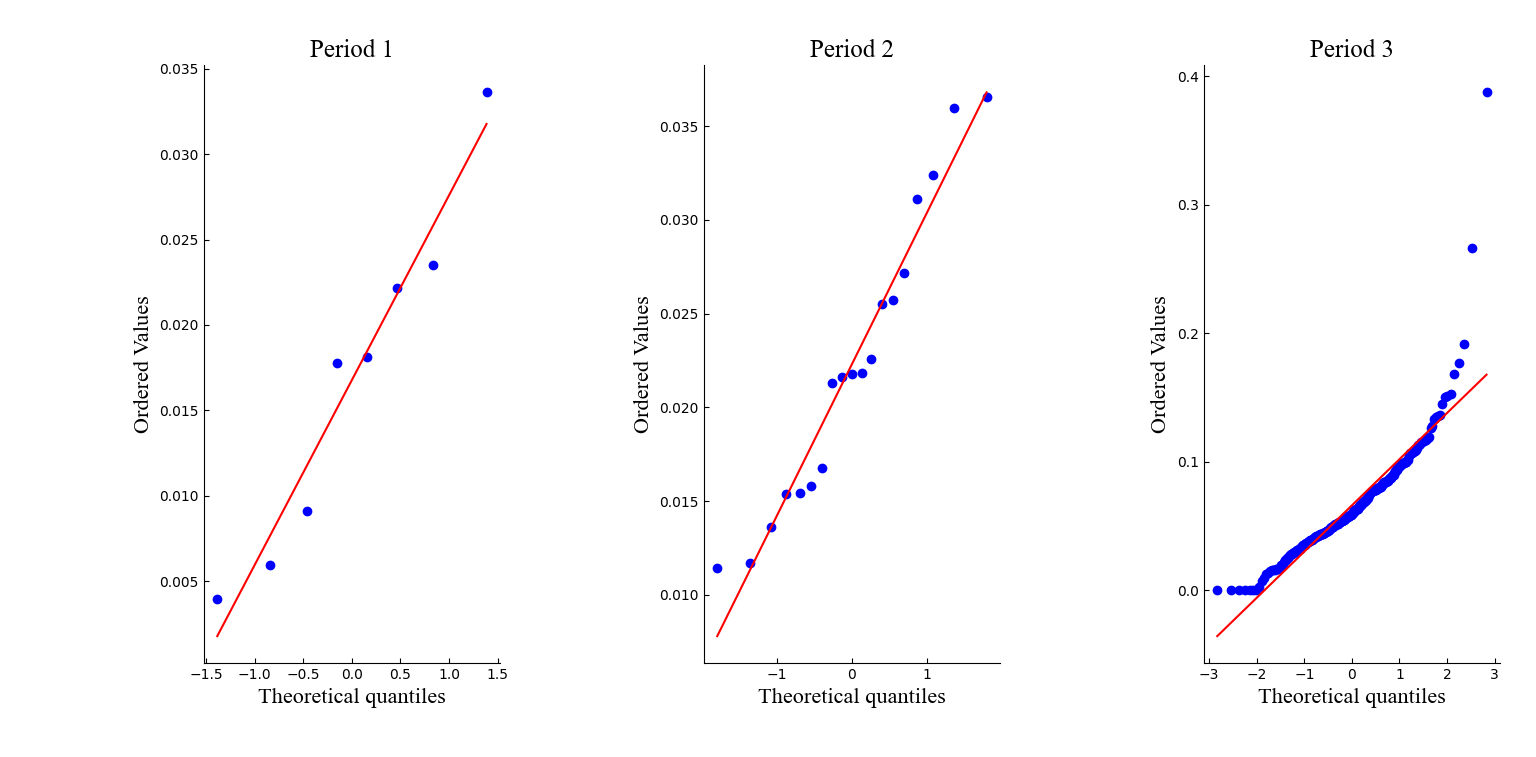 Period 1
Period 2
Period 3
0.035
0.030
0.025
0.020
0.015
0.010
0.005
Ordered Values
−1.5 −1.0 −0.5 0.0 0.5 1.0 1.5
Theoretical quantiles
0.035
0.030
0.025
0.020
0.015
0.010
Ordered Values
−1 0 1
Theoretical quantiles
0.4
0.3
0.2
0.1
0.0
Ordered Values
−3 −2 −1 0 1 2 3
Theoretical quantiles